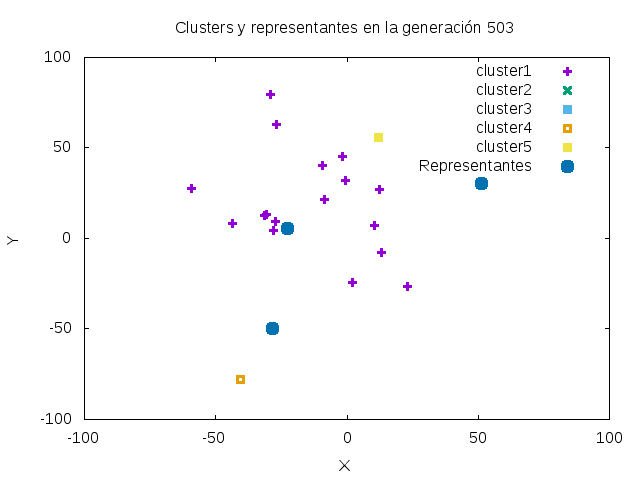 Clusters y representantes en la generación 503
100
50
0
-50
-100
-100
-50
0
50
100
Y
X
cluster1
cluster2
cluster3
cluster4
cluster5
Representantes